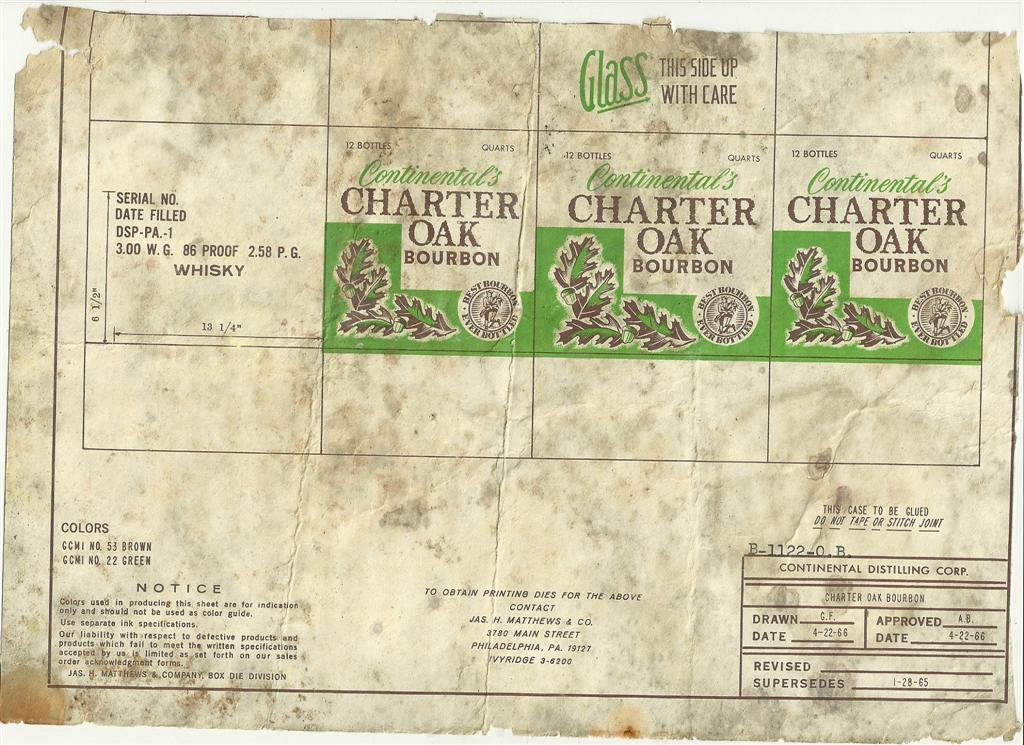 Glass THIS SIDE UP
WITH CARE
SERIAL NO.
DATE FILLED
DSP-PA.-1
3.00 W.G. 86 PROOF 2.58 P.G.
WHISKY
6 1/2"
13 1/4"
12 BOTTLES QUARTS
Continental's
CHARTER
OAK
BOURBON
BEST BOURBON
EVER BOTTLED
12 BOTTLES QUARTS
Continental's
CHARTER
OAK
BOURBON
BEST BOURBON
EVER BOTTLED
12 BOTTLES QUARTS
Continental's
CHARTER
OAK
BOURBON
BEST BOURBON
EVER BOTTLED
COLORS
GCMI NO. 53 BROWN
GCMI NO. 22 GREEN
NOTICE
Colors used in producing this sheet are for indication
only and should not be used as color guide.
Use separate ink specifications.
Our liability with respect to defective products and
products which fail to meet the written specifications
accepted by us is limited as set forth on our sales
order acknowledgment forms.
JAS. H. MATTHEWS & COMPANY, BOX DIE DIVISION
TO OBTAIN PRINTING DIES FOR THE ABOVE
CONTACT
JAS. H. MATTHEWS & CO.
3780 MAIN STREET
PHILADELPHIA, PA. 19127
IVYRIDGE 3-6200
THIS CASE TO BE GLUED
DO NOT TAPE OR STITCH JOINT
B-1122-O.B.
CONTINENTAL DISTILLING CORP.
CHARTER OAK BOURBON
DRAWN G.F. APPROVED A.B.
DATE 4-22-66 DATE 4-22-66
REVISED
SUPERSEDES 1-28-65